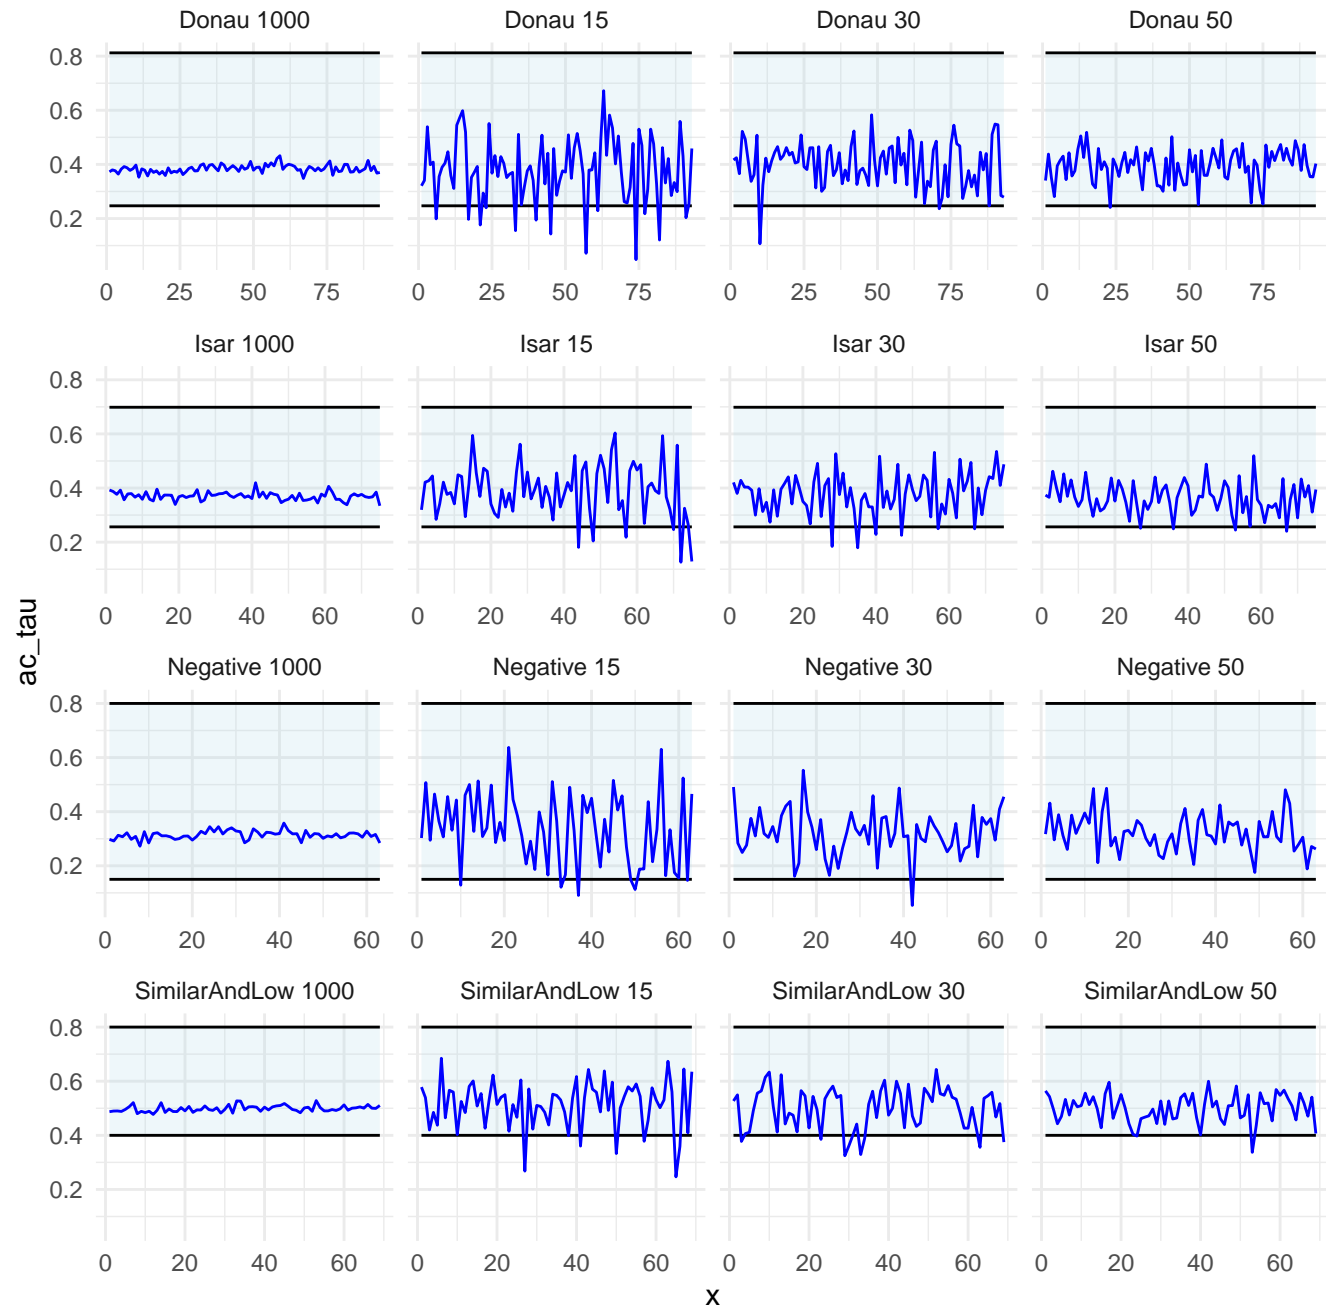 Donau 1000 Donau 15 Donau 30 Donau 50
0.8
0.6
0.4
0.2
0 25 50 75 0 25 50 75 0 25 50 75 0 25 50 75
Isar 1000 Isar 15 Isar 30 Isar 50
0.8
0.6
0.4
0.2
0 20 40 60 0 20 40 60 0 20 40 60 0 20 40 60
ac_tau
Negative 1000 Negative 15 Negative 30 Negative 50
0.8
0.6
0.4
0.2
0 20 40 60 0 20 40 60 0 20 40 60 0 20 40 60
SimilarAndLow 1000 SimilarAndLow 15 SimilarAndLow 30 SimilarAndLow 50
0.8
0.6
0.4
0.2
0 20 40 60 0 20 40 60 0 20 40 60 0 20 40 60
x